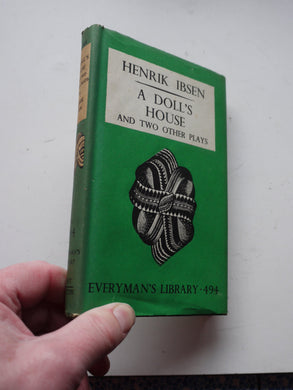 HENRIK IBSEN
A DOLL'S
HOUSE
AND TWO OTHER PLAYS
EVERYMAN'S LIBRARY · 494